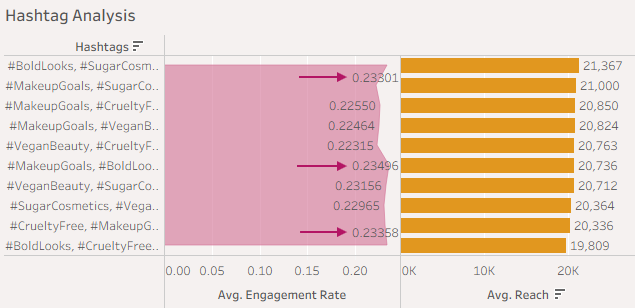 Hashtag Analysis
Hashtags
#BoldLooks, #SugarCosm.. 0.23301 21,367
#MakeupGoals, #SugarCo.. 21,000
#MakeupGoals, #CrueltyF.. 0.22550 20,850
#MakeupGoals, #VeganB.. 0.22464 20,824
#VeganBeauty, #CrueltyF.. 0.22315 20,763
#MakeupGoals, #BoldLoo.. 0.23496 20,736
#VeganBeauty, #SugarCo.. 0.23156 20,712
#SugarCosmetics, #Vega.. 0.22965 20,364
#CrueltyFree, #MakeupG.. 0.23358 20,336
#BoldLooks, #CrueltyFree.. 19,809
0.00 0.05 0.10 0.15 0.20 0K 10K 20K
Avg. Engagement Rate Avg. Reach